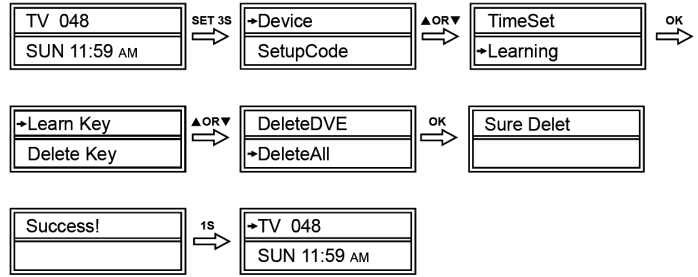 TV 048
SUN 11:59 AM
SET 3S
→Device
SetupCode
▲OR▼
TimeSet
→Learning
OK
→Learn Key
Delete Key
▲OR▼
DeleteDVE
→DeleteAll
OK
Sure Delet
Success!
1S
→TV 048
SUN 11:59 AM